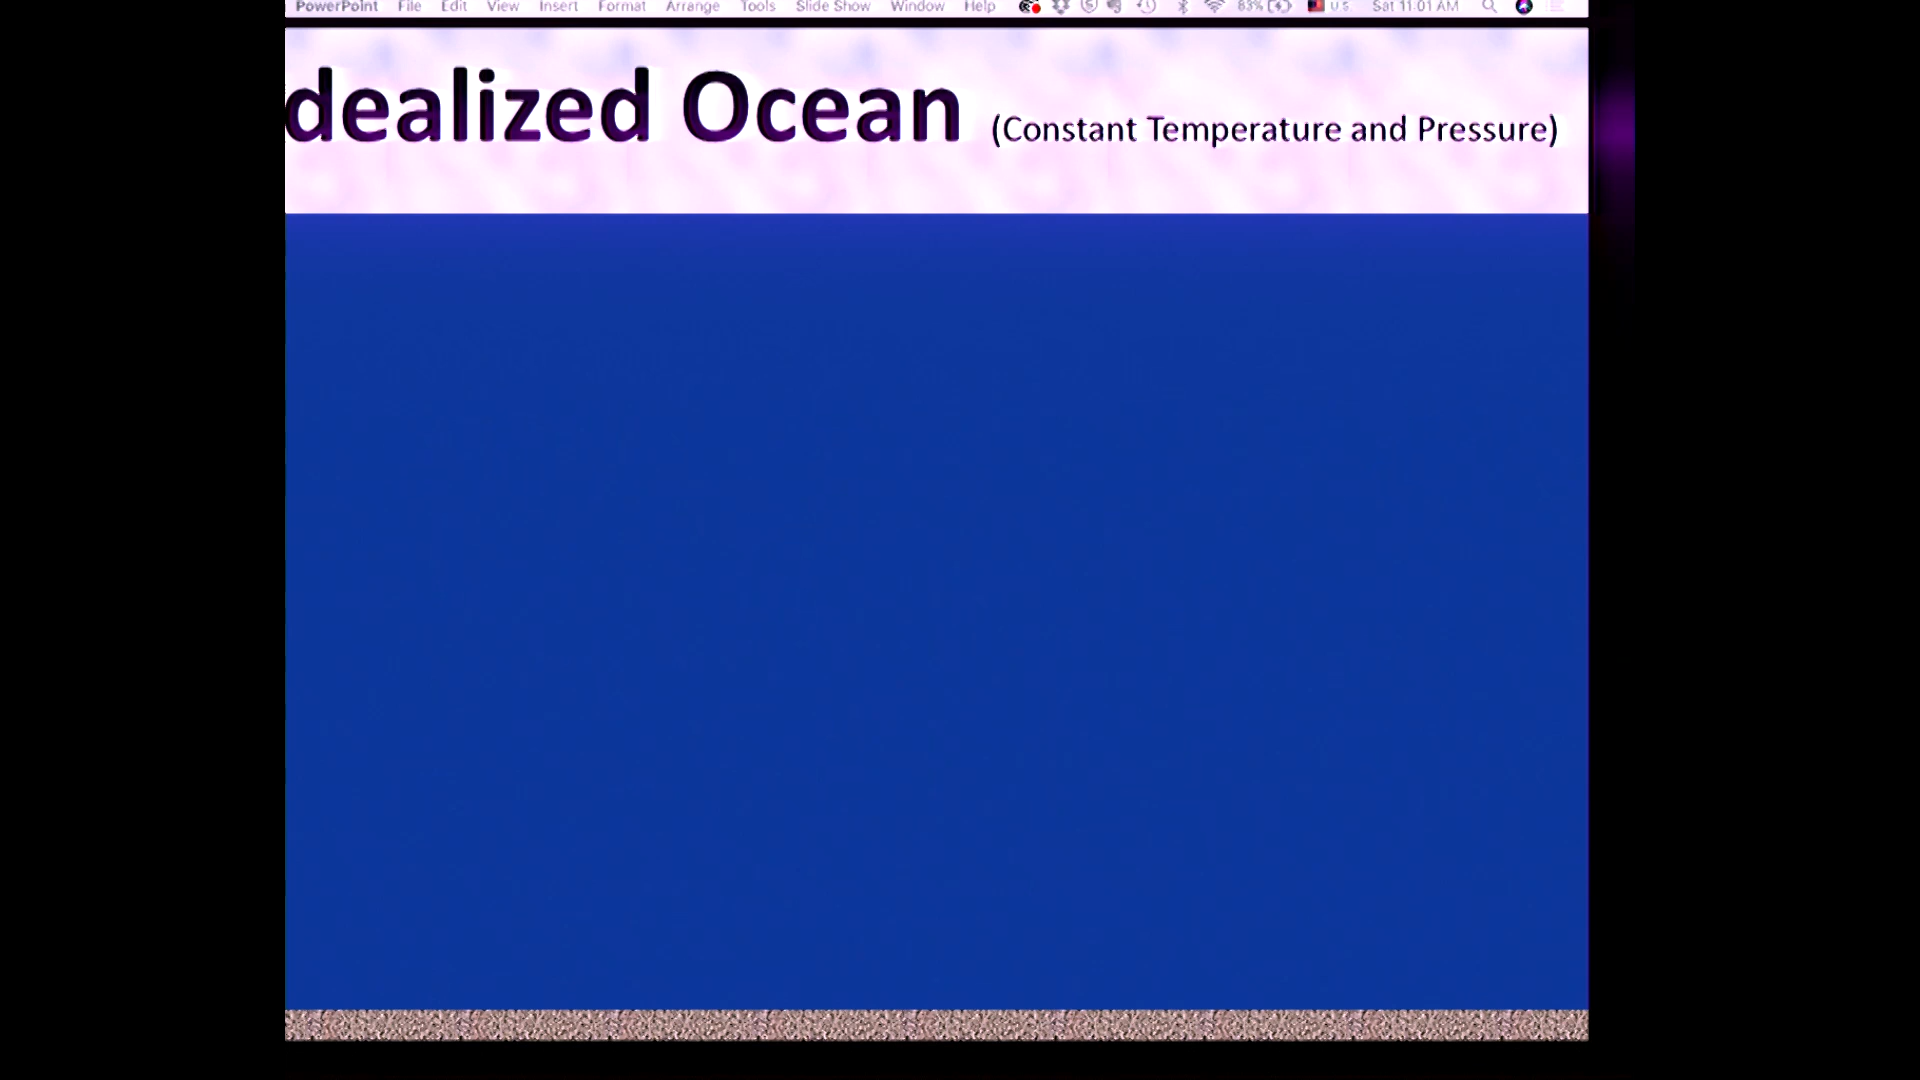 PowerPoint File Edit View Insert Format Arrange Tools Slide Show Window Help 83% U.S. Sat 11:01 AM
dealized Ocean (Constant Temperature and Pressure)